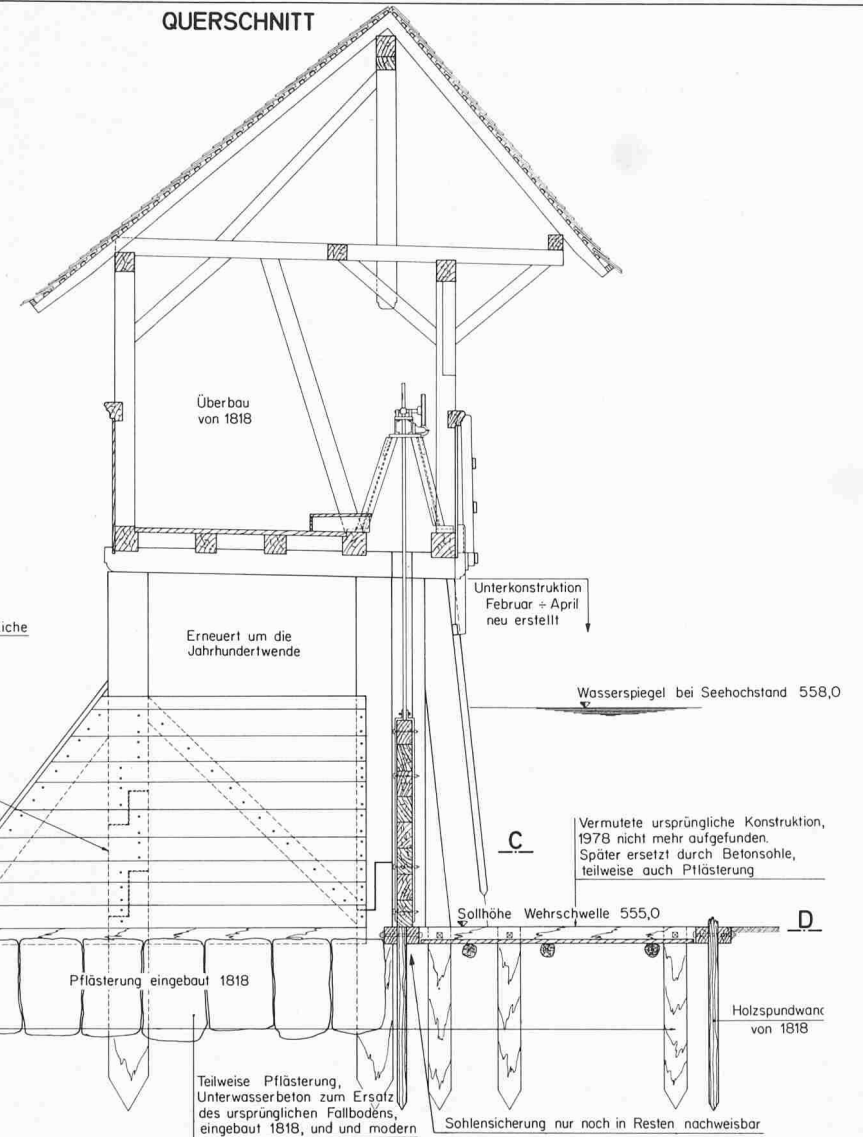 QUERSCHNITT
Überbau
von 1818
Unterkonstruktion
Februar ÷ April
neu erstellt
iche
Erneuert um die
Jahrhundertwende
Wasserspiegel bei Seehochstand 558,0
Vermutete ursprüngliche Konstruktion,
1978 nicht mehr aufgefunden.
Später ersetzt durch Betonsohle,
teilweise auch Pflästerung
C
Sollhöhe Wehrschwelle 555,0
D
Pflästerung eingebaut 1818
Holzspundwand
von 1818
Teilweise Pflästerung,
Unterwasserbeton zum Ersatz
des ursprünglichen Fallbodens,
eingebaut 1818, und und modern
Sohlensicherung nur noch in Resten nachweisbar